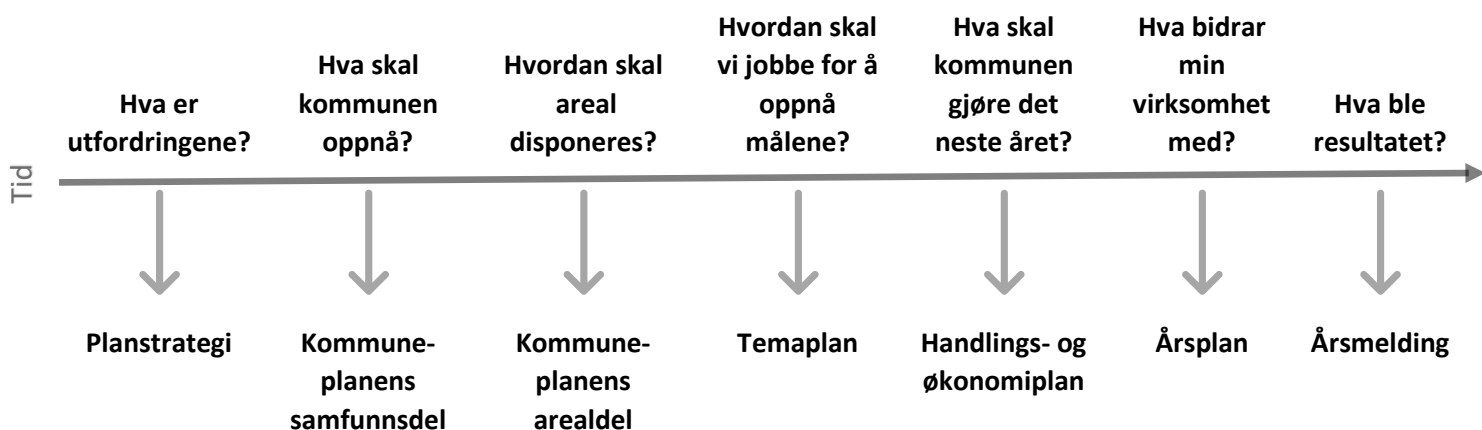 Hva er
utfordringene?
Hva skal
kommunen
oppnå?
Hvordan skal
areal
disponeres?
Hvordan skal
vi jobbe for å
oppnå
målene?
Hva skal
kommunen
gjøre det
neste året?
Hva bidrar
min
virksomhet
med?
Hva ble
resultatet?
Tid
Planstrategi
Kommune-
planens
samfunnsdel
Kommune-
planens
arealdel
Temaplan
Handlings- og
økonomiplan
Årsplan
Årsmelding